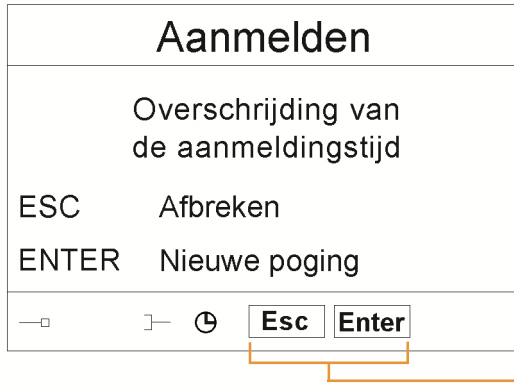 Aanmelden
Overschrijding van
de aanmeldingstijd
ESC Afbreken
ENTER Nieuwe poging
Esc Enter